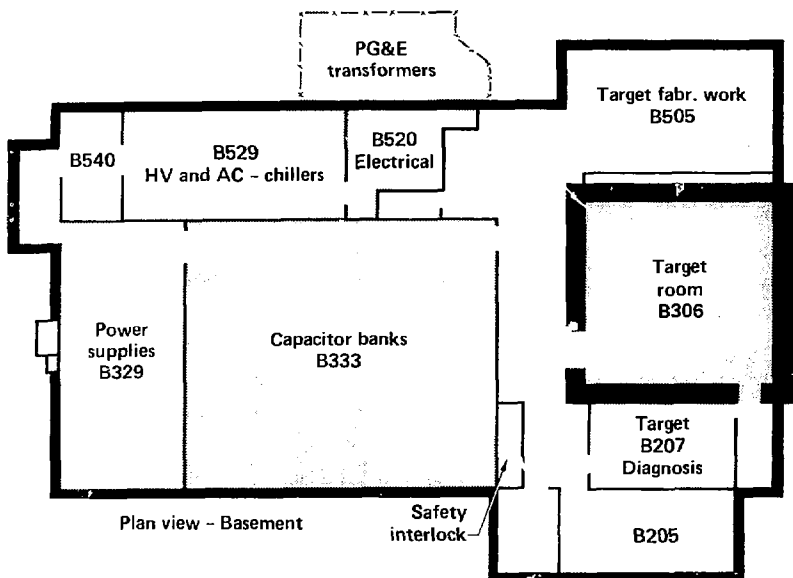 PG&E
transformers
Target fabr. work
B505
B540
B529
HV and AC - chillers
B520
Electrical
Target
room
B306
Power
supplies
B329
Capacitor banks
B333
Target
B207
Diagnosis
Plan view - Basement
Safety
interlock
B205